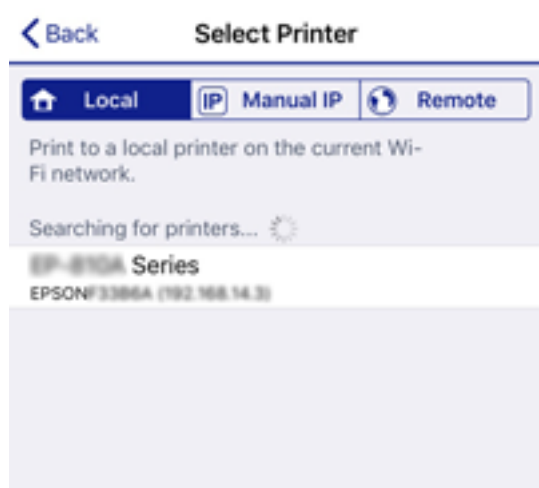 Back
Select Printer
Local
IP Manual IP
Remote
Print to a local printer on the current Wi-
Fi network.
Searching for printers...
Series
EPSON